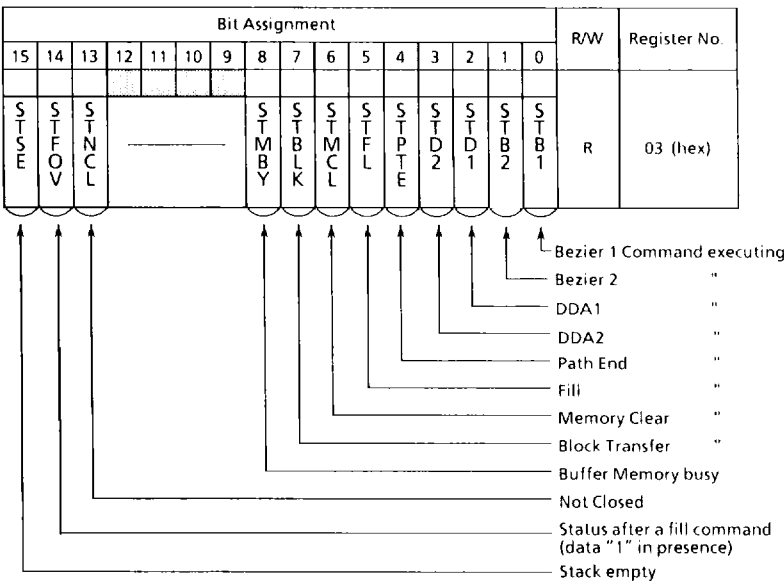 Bit Assignment R/W Register No.
15 14 13 12 11 10 9 8 7 6 5 4 3 2 1 0
STSE STFOV STNCL STMBY STBLK STMCL STFL STPTE STD2 STD1 STB2 STB1 R 03 (hex)
Bezier 1 Command executing
Bezier 2 "
DDA1 "
DDA2 "
Path End "
Fill "
Memory Clear "
Block Transfer "
Buffer Memory busy
Not Closed
Status after a fill command
(data "1" in presence)
Stack empty